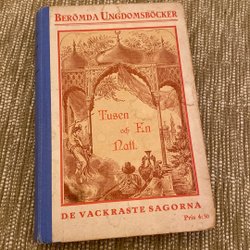 BERÖMDA UNGDOMSBÖCKER
Tusen
och En
Natt.
DE VACKRASTE SAGORNA
Pris 4:50